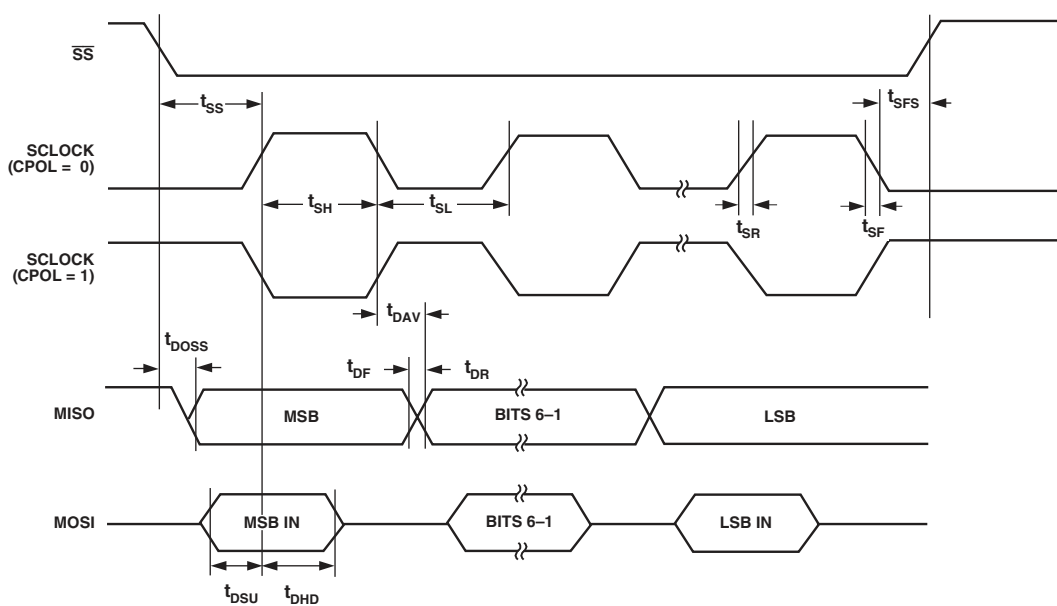 SS
tSS
tSFS
SCLOCK
(CPOL = 0)
tSH
tSL
tSR
tSF
SCLOCK
(CPOL = 1)
tDAV
tDOSS
tDF
tDR
MISO
MSB
BITS 6–1
LSB
MOSI
MSB IN
BITS 6–1
LSB IN
tDSU
tDHD